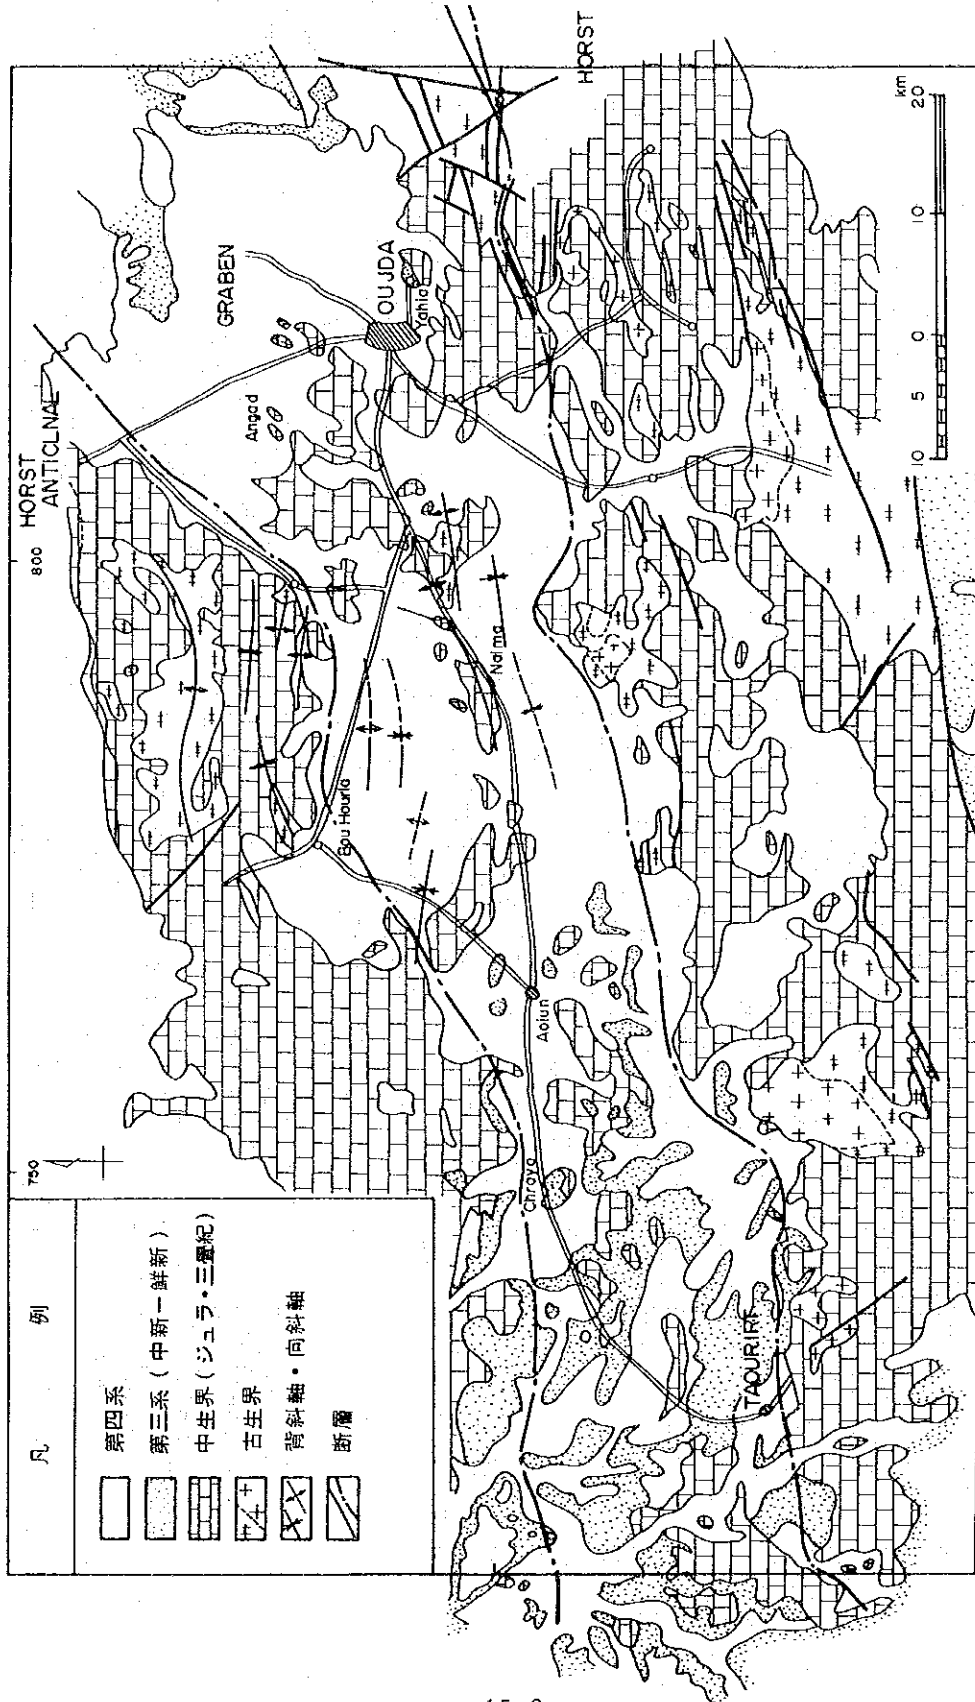 凡 例
第四系
第三系 (中新一鮮新)
中生界 (ジュラ・三畳紀)
古生界
背斜軸・向斜軸
断層
750
800
HORST
ANTICLNAL
GRABEN
OUJDA
Yahia
Angad
HORST
Naima
Bou Houria
Aoiun
Chraya
TAOURIRT
10 5 0 10 20
km